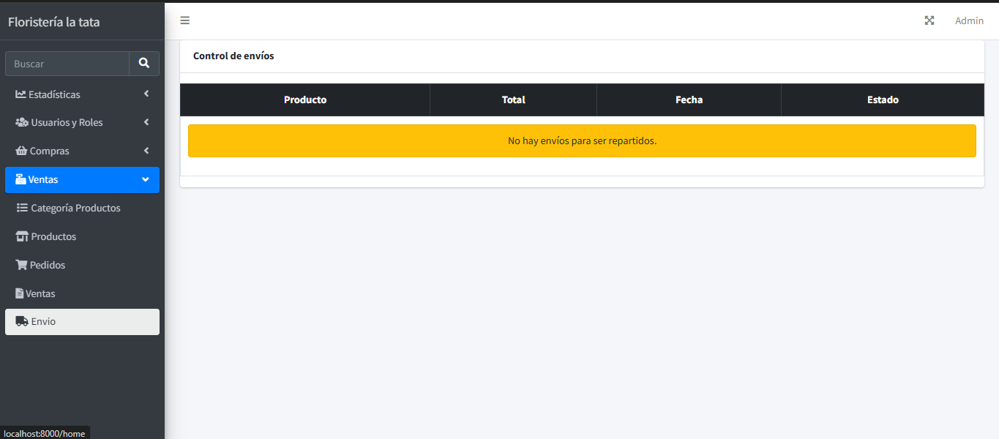 Floristería la tata
Admin
Buscar
Estadísticas
Usuarios y Roles
Compras
Ventas
Categoría Productos
Productos
Pedidos
Ventas
Envio
Control de envíos
Producto Total Fecha Estado
No hay envíos para ser repartidos.
localhost:8000/home